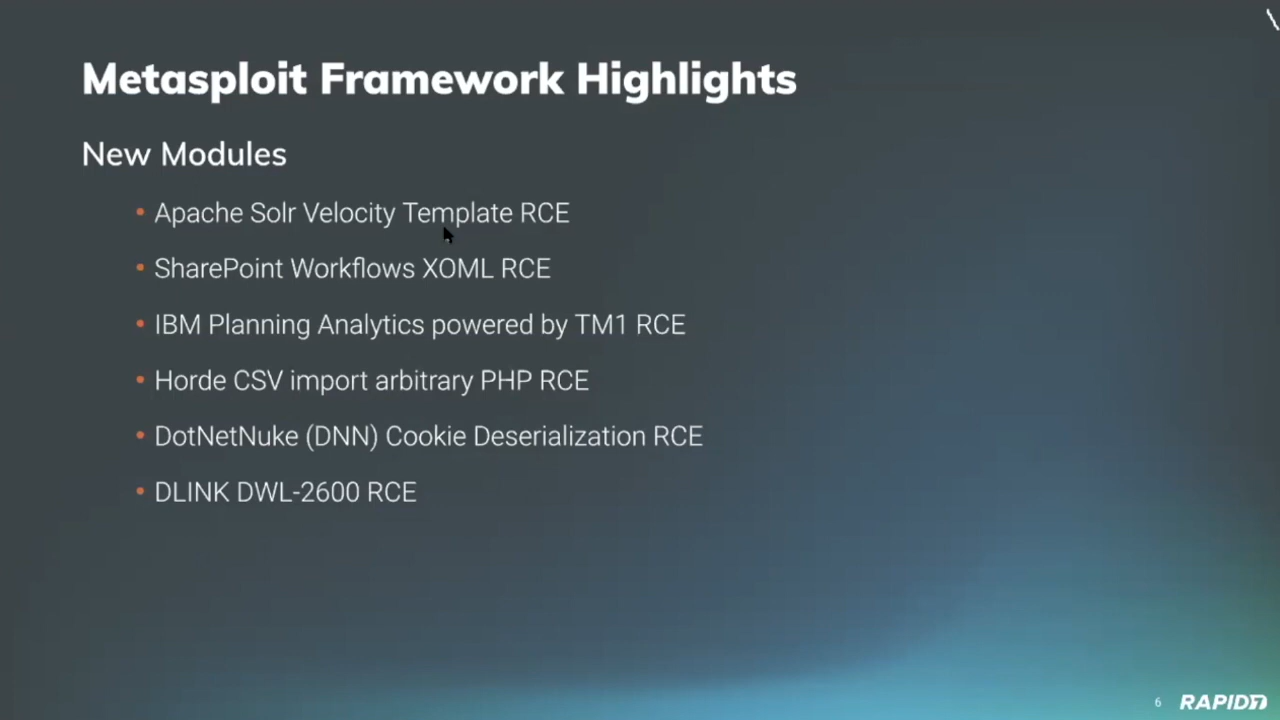 Metasploit Framework Highlights
New Modules
• Apache Solr Velocity Template RCE
• SharePoint Workflows XOML RCE
• IBM Planning Analytics powered by TM1 RCE
• Horde CSV import arbitrary PHP RCE
• DotNetNuke (DNN) Cookie Deserialization RCE
• DLINK DWL-2600 RCE
6 RAPID7